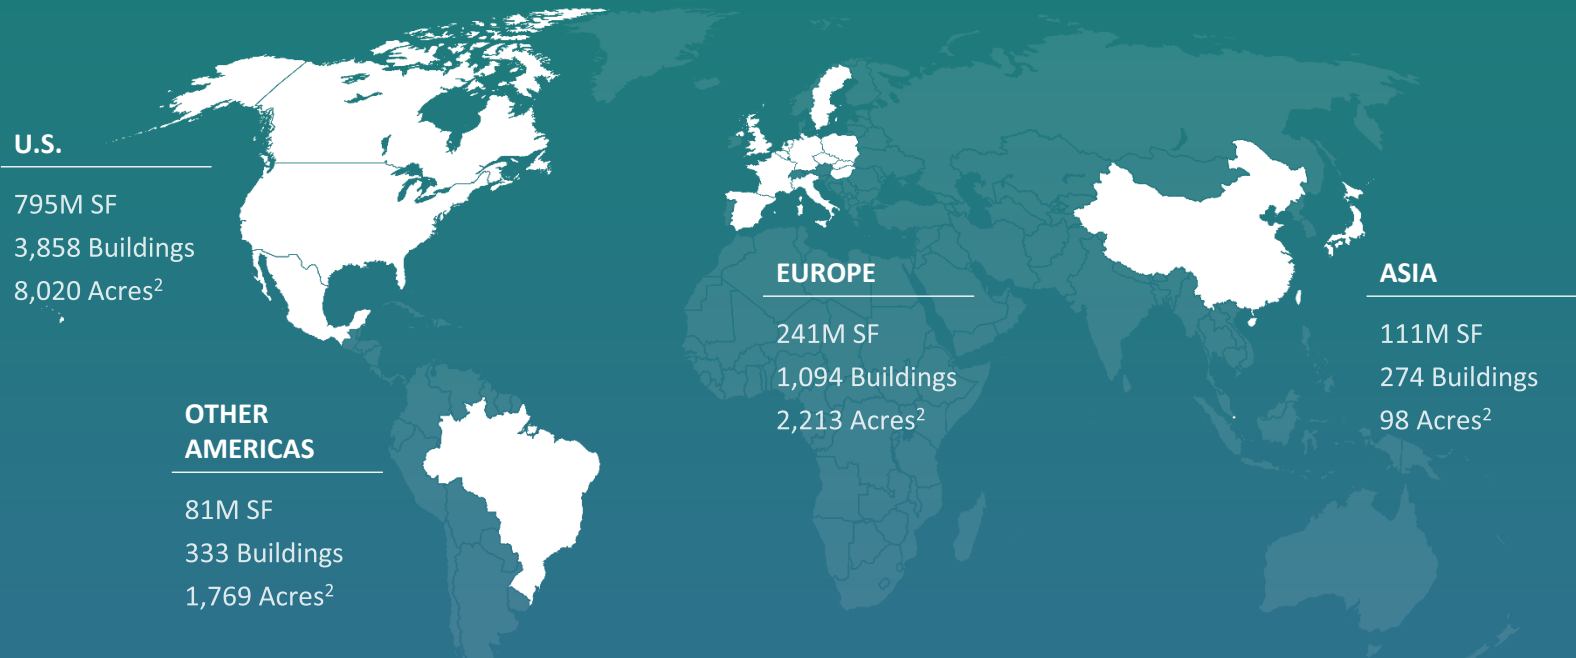 U.S.
795M SF
3,858 Buildings
8,020 Acres²
OTHER
AMERICAS
81M SF
333 Buildings
1,769 Acres²
EUROPE
241M SF
1,094 Buildings
2,213 Acres²
ASIA
111M SF
274 Buildings
98 Acres²